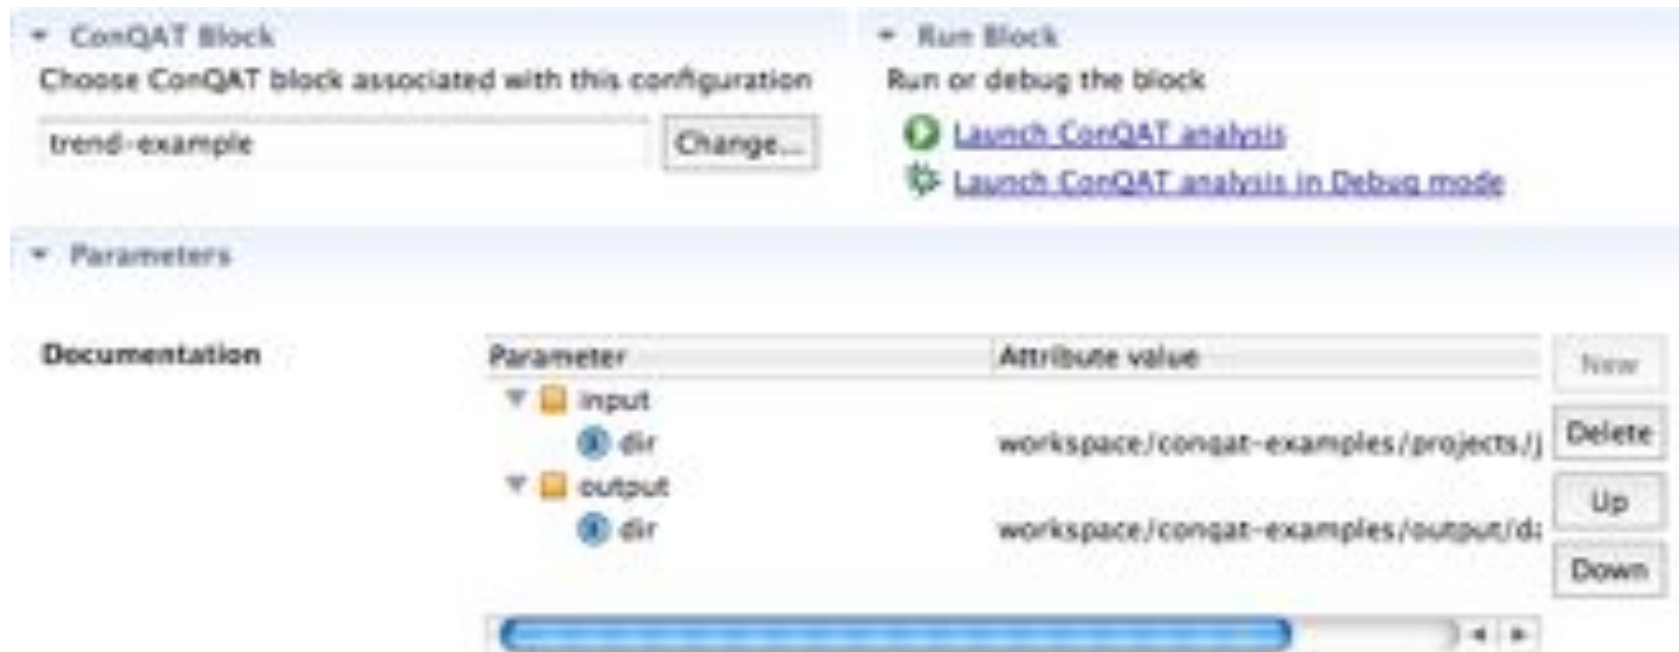 ConQAT Block
Choose ConQAT block associated with this configuration
trend-example
Change...
Run Block
Run or debug the block
Launch ConQAT analysis
Launch ConQAT analysis in Debug mode
Parameters
Documentation
Parameter Attribute value
input
dir workspace/conqat-examples/projects/j
output
dir workspace/conqat-examples/output/da
New
Delete
Up
Down